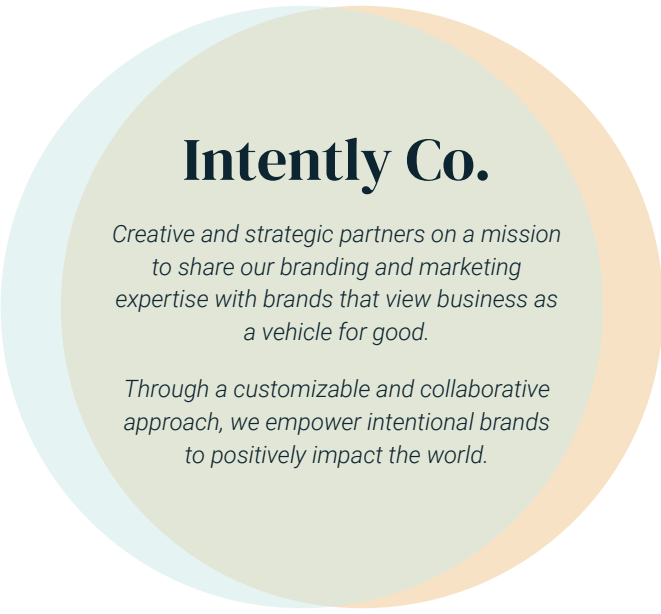 Intently Co.
Creative and strategic partners on a mission
to share our branding and marketing
expertise with brands that view business as
a vehicle for good.
Through a customizable and collaborative
approach, we empower intentional brands
to positively impact the world.